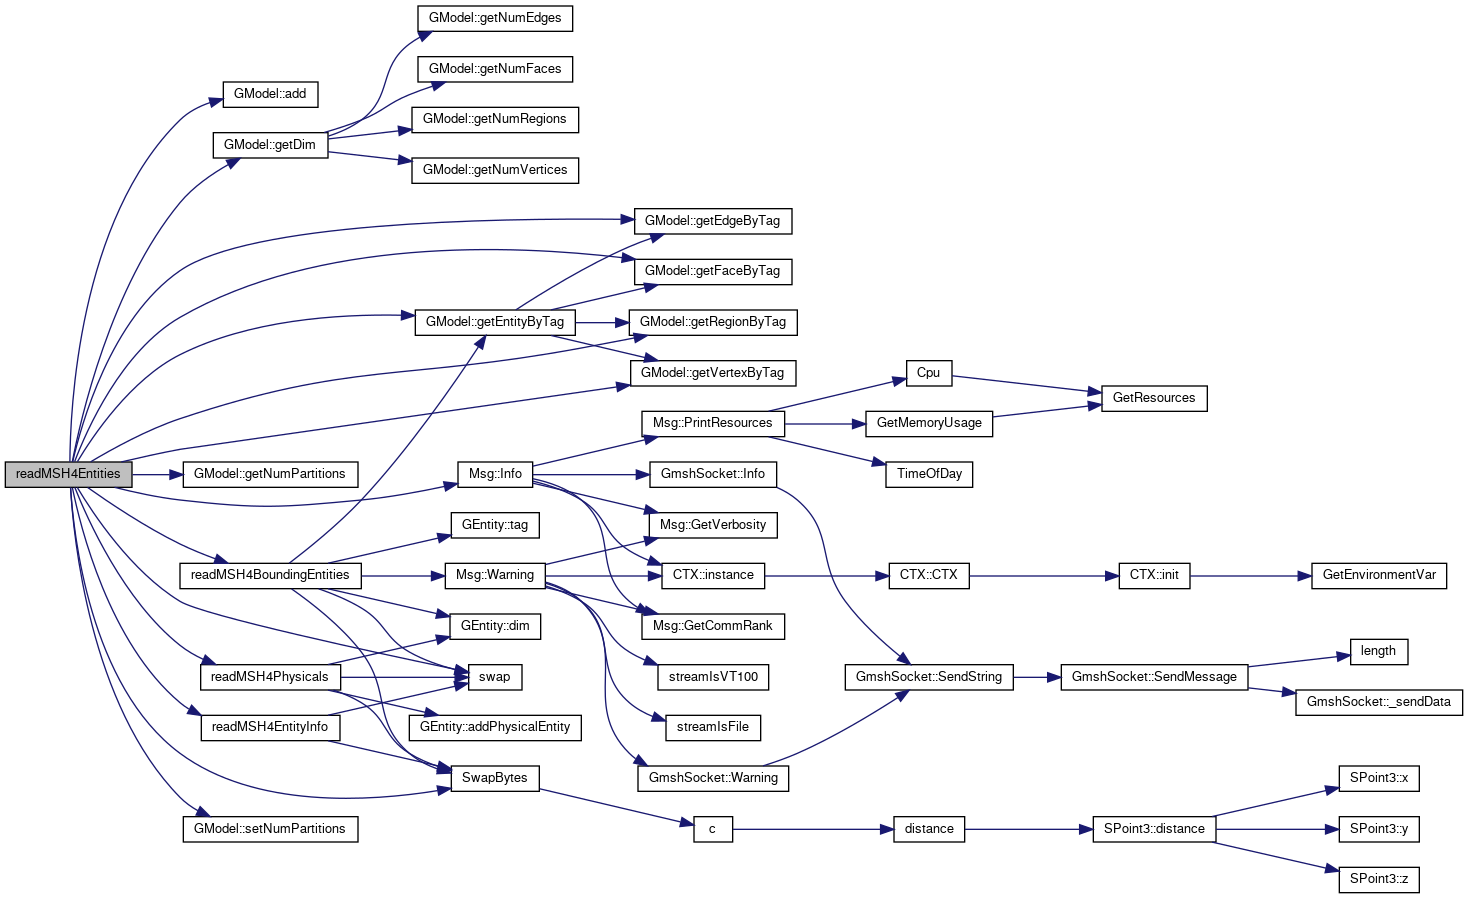 GModel::getNumEdges
GModel::getNumFaces
GModel::add
GModel::getNumRegions
GModel::getDim
GModel::getNumVertices
GModel::getEdgeByTag
GModel::getFaceByTag
GModel::getEntityByTag
GModel::getRegionByTag
GModel::getVertexByTag
Cpu
GetResources
Msg::PrintResources
GetMemoryUsage
readMSH4Entities
GModel::getNumPartitions
Msg::Info
GmshSocket::Info
TimeOfDay
GEntity::tag
Msg::GetVerbosity
readMSH4BoundingEntities
Msg::Warning
CTX::instance
CTX::CTX
CTX::init
GetEnvironmentVar
GEntity::dim
Msg::GetCommRank
length
readMSH4Physicals
swap
streamIsVT100
GmshSocket::SendString
GmshSocket::SendMessage
GmshSocket::_sendData
readMSH4EntityInfo
GEntity::addPhysicalEntity
streamIsFile
SwapBytes
GmshSocket::Warning
SPoint3::x
GModel::setNumPartitions
c
distance
SPoint3::distance
SPoint3::y
SPoint3::z